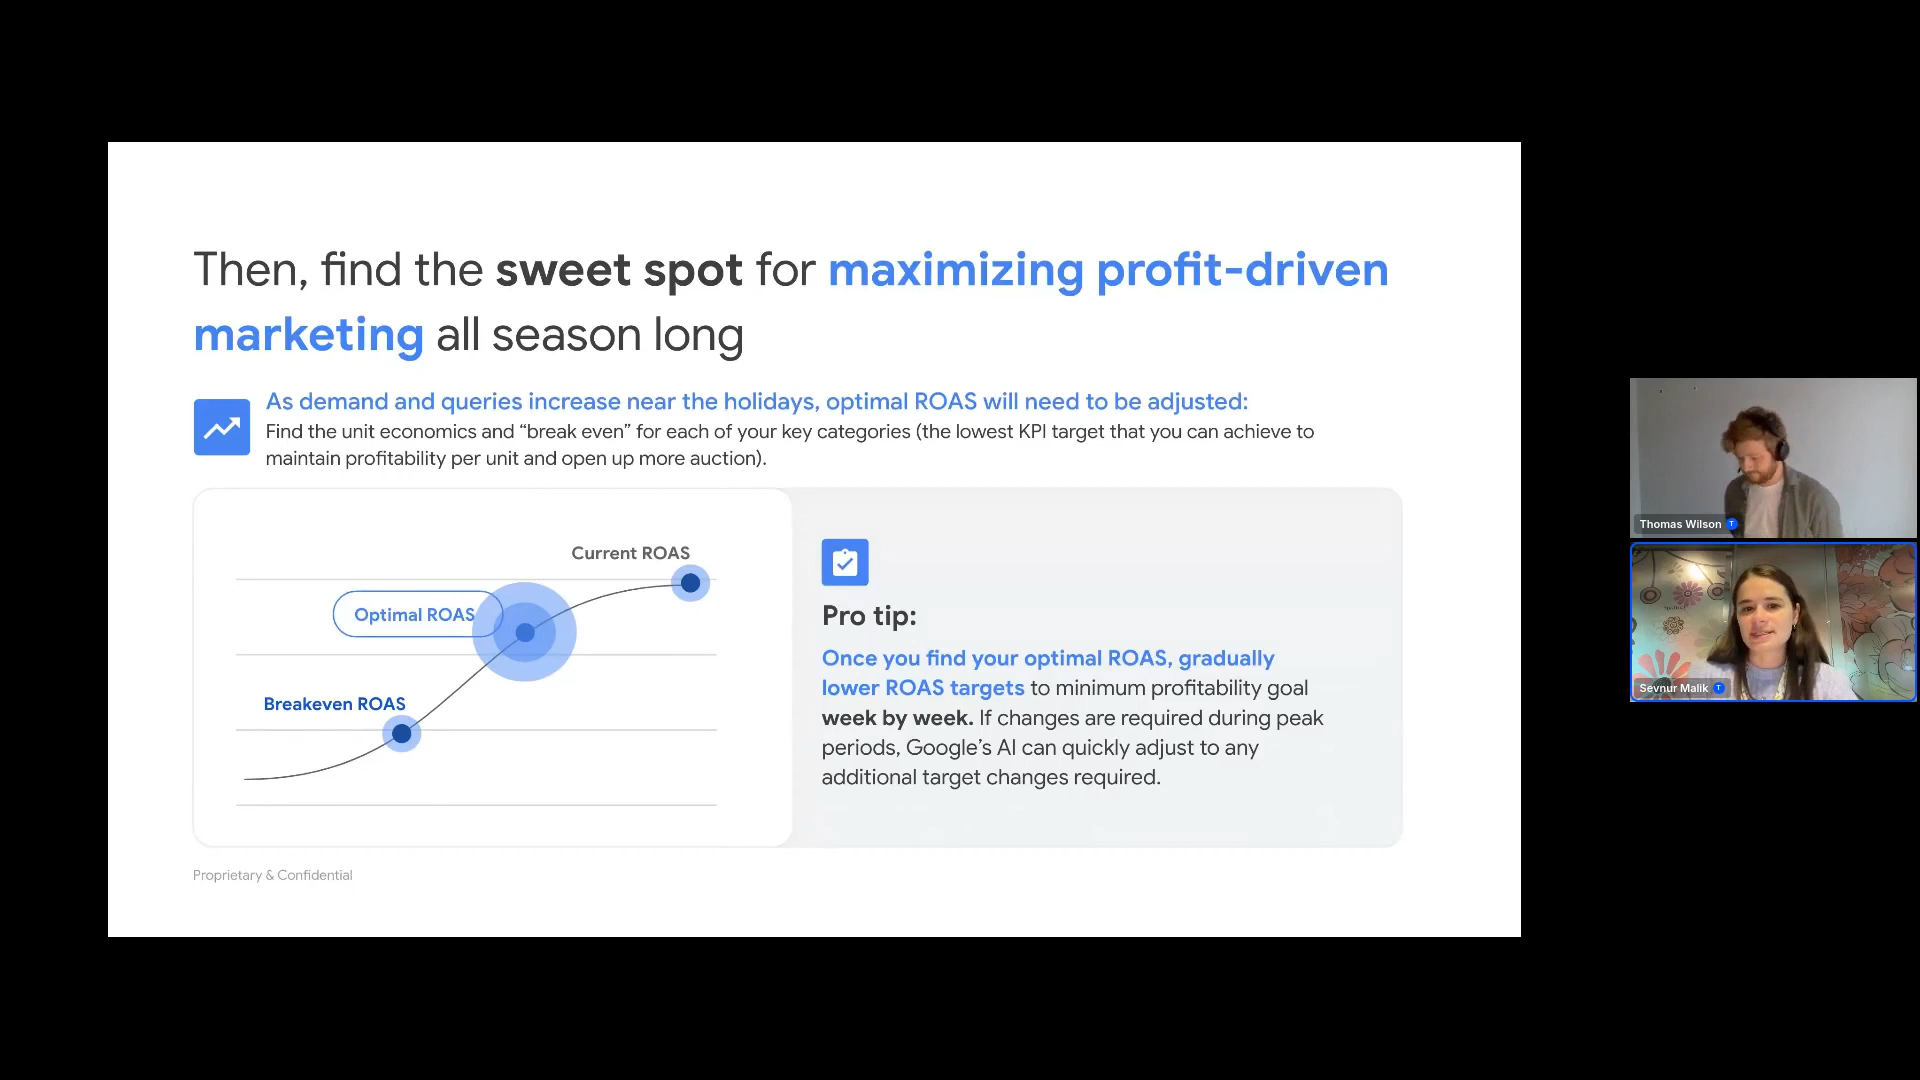 Then, find the sweet spot for maximizing profit-driven
marketing all season long
As demand and queries increase near the holidays, optimal ROAS will need to be adjusted:
Find the unit economics and “break even” for each of your key categories (the lowest KPI target that you can achieve to
maintain profitability per unit and open up more auction).
Current ROAS
Optimal ROAS
Breakeven ROAS
Pro tip:
Once you find your optimal ROAS, gradually
lower ROAS targets to minimum profitability goal
week by week. If changes are required during peak
periods, Google’s AI can quickly adjust to any
additional target changes required.
Proprietary & Confidential
Thomas Wilson T
Sevnur Malik T